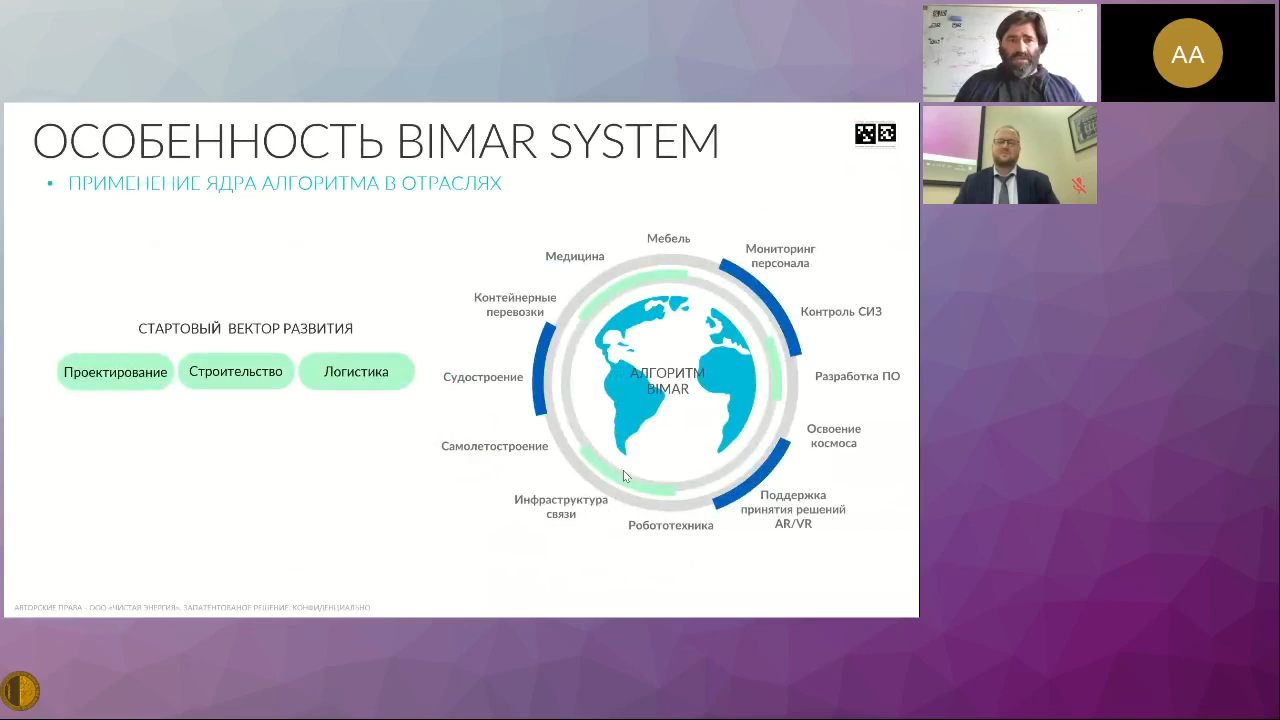 ОСОБЕННОСТЬ BIMAR SYSTEM
• ПРИМЕНЕНИЕ ЯДРА АЛГОРИТМА В ОТРАСЛЯХ
СТАРТОВЫЙ ВЕКТОР РАЗВИТИЯ
Проектирование
Строительство
Логистика
Мебель
Мониторинг
персонала
Контроль СИЗ
Разработка ПО
Освоение
космоса
Поддержка
принятия решений
AR/VR
Робототехника
Инфраструктура
связи
Самолетостроение
Судостроение
Контейнерные
перевозки
Медицина
АЛГОРИТМ
BIMAR
АВТОРСКИЕ ПРАВА - ООО «ЧИСТАЯ ЭНЕРГИЯ». ЗАПАТЕНТОВАНОЕ РЕШЕНИЕ. КОНФИДЕНЦИАЛЬНО
AA